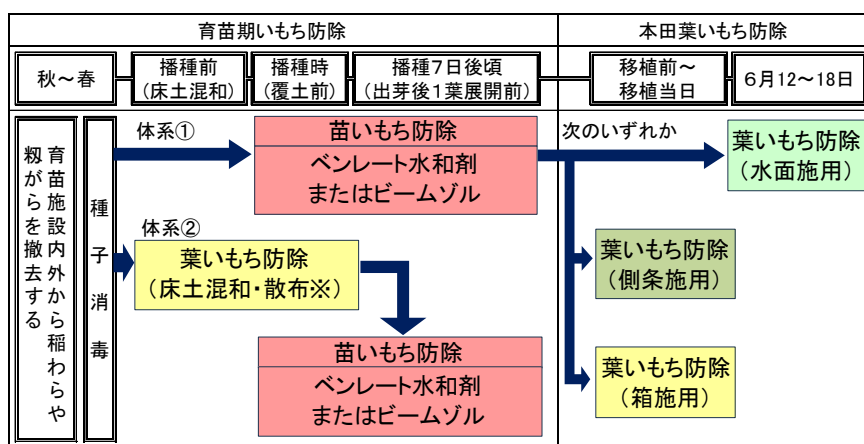 育苗期いもち防除
本田葉いもち防除
秋～春
播種前
（床土混和）
播種時
（覆土前）
播種７日後頃
（出芽後１葉展開前）
移植前～
移植当日
６月12～18日
育苗施設内外から稲わらや
籾がらを撤去する
種子消毒
体系①
苗いもち防除
ベンレート水和剤
またはビームゾル
次のいずれか
葉いもち防除
（水面施用）
体系②
葉いもち防除
（床土混和・散布※）
葉いもち防除
（側条施用）
苗いもち防除
ベンレート水和剤
またはビームゾル
葉いもち防除
（箱施用）